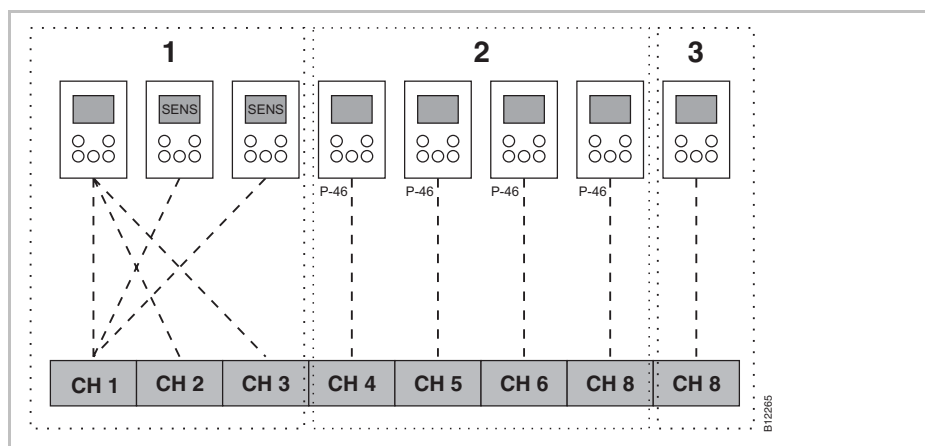 1 2 3
SENS SENS
P-46 P-46 P-46 P-46
CH 1 CH 2 CH 3 CH 4 CH 5 CH 6 CH 8 CH 8
B12265